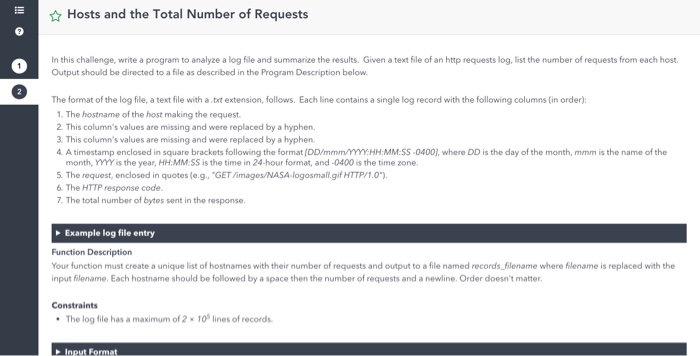 Hosts and the Total Number of Requests
1
2
In this challenge, write a program to analyze a log file and summarize the results. Given a text file of an http requests log, list the number of requests from each host.
Output should be directed to a file as described in the Program Description below.
The format of the log file, a text file with a .txt extension, follows. Each line contains a single log record with the following columns (in order):
1. The hostname of the host making the request.
2. This column's values are missing and were replaced by a hyphen.
3. This column's values are missing and were replaced by a hyphen.
4. A timestamp enclosed in square brackets following the format [DD/mmm/YYYY:HH:MM:SS -0400], where DD is the day of the month, mmm is the name of the
month, YYYY is the year, HH:MM:SS is the time in 24-hour format, and -0400 is the time zone.
5. The request, enclosed in quotes (e.g., "GET /images/NASA-logosmall.gif HTTP/1.0").
6. The HTTP response code.
7. The total number of bytes sent in the response.
Example log file entry
Function Description
Your function must create a unique list of hostnames with their number of requests and output to a file named records_filename where filename is replaced with the
input filename. Each hostname should be followed by a space then the number of requests and a newline. Order doesn't matter.
Constraints
• The log file has a maximum of 2 × 10⁵ lines of records.
Input Format